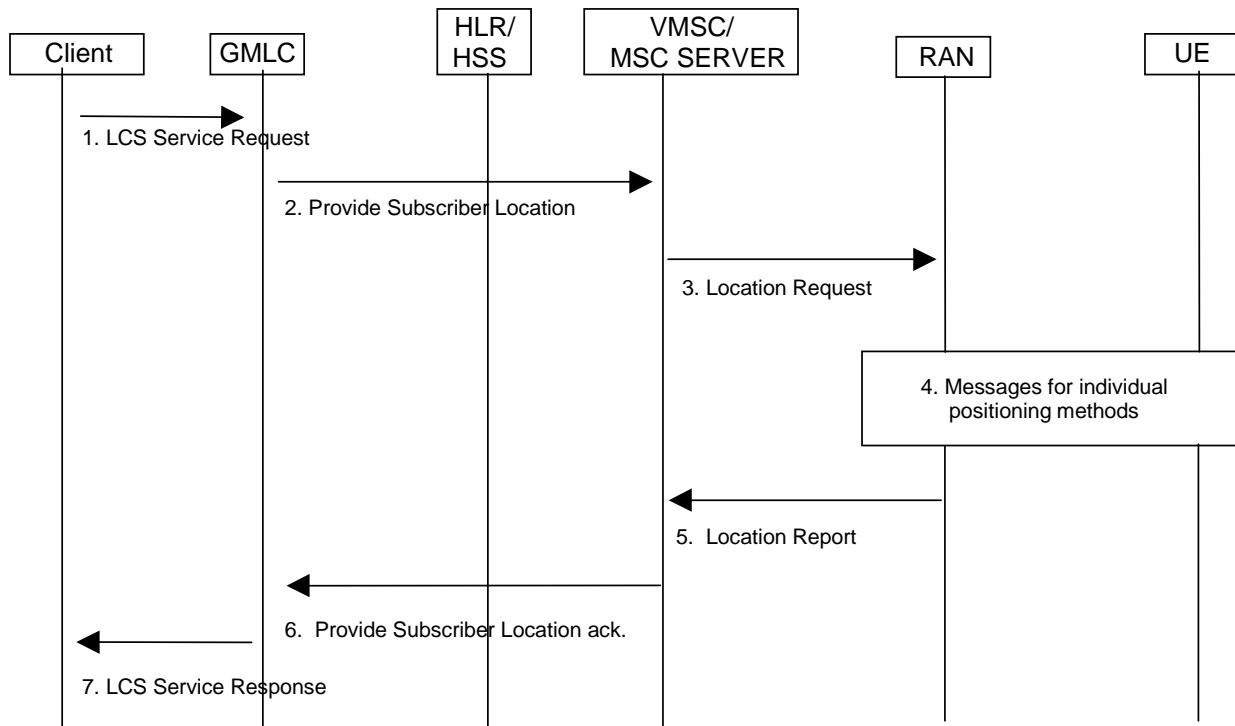 Client
GMLC
HLR/
HSS
VMSC/
MSC SERVER
RAN
UE
1. LCS Service Request
2. Provide Subscriber Location
3. Location Request
4. Messages for individual
positioning methods
5. Location Report
6. Provide Subscriber Location ack.
7. LCS Service Response